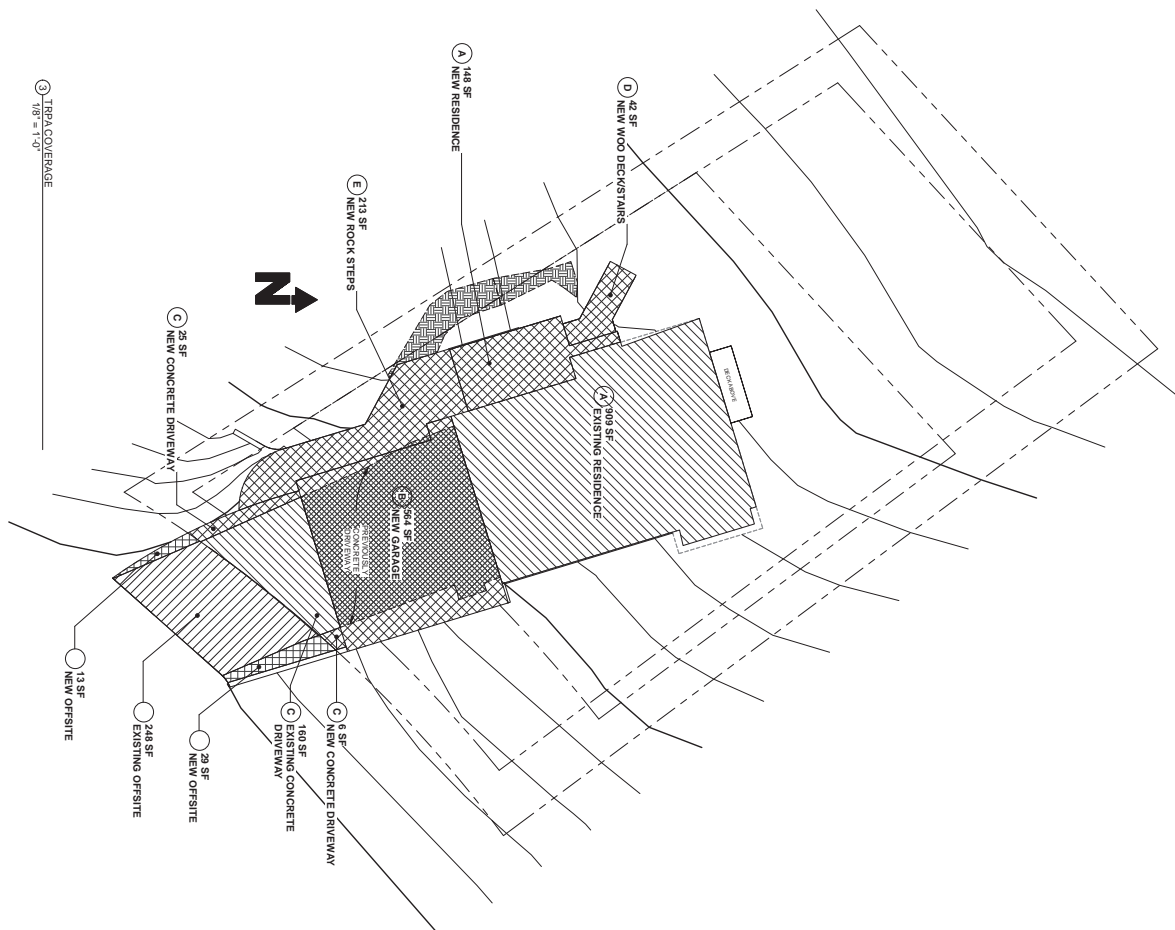 3 TRPA COVERAGE
1/8" = 1'-0"
A 148 SF
NEW RESIDENCE
D 42 SF
NEW WOO DECK/STAIRS
E 213 SF
NEW ROCK STEPS
N
C 25 SF
NEW CONCRETE DRIVEWAY
DECK ABOVE
A 909 SF
EXISTING RESIDENCE
B 564 SF
NEW GARAGE
PREVIOUSLY
CONCRETE
DRIVEWAY
13 SF
NEW OFFSITE
248 SF
EXISTING OFFSITE
29 SF
NEW OFFSITE
C 160 SF
EXISTING CONCRETE
DRIVEWAY
C 6 SF
NEW CONCRETE DRIVEWAY